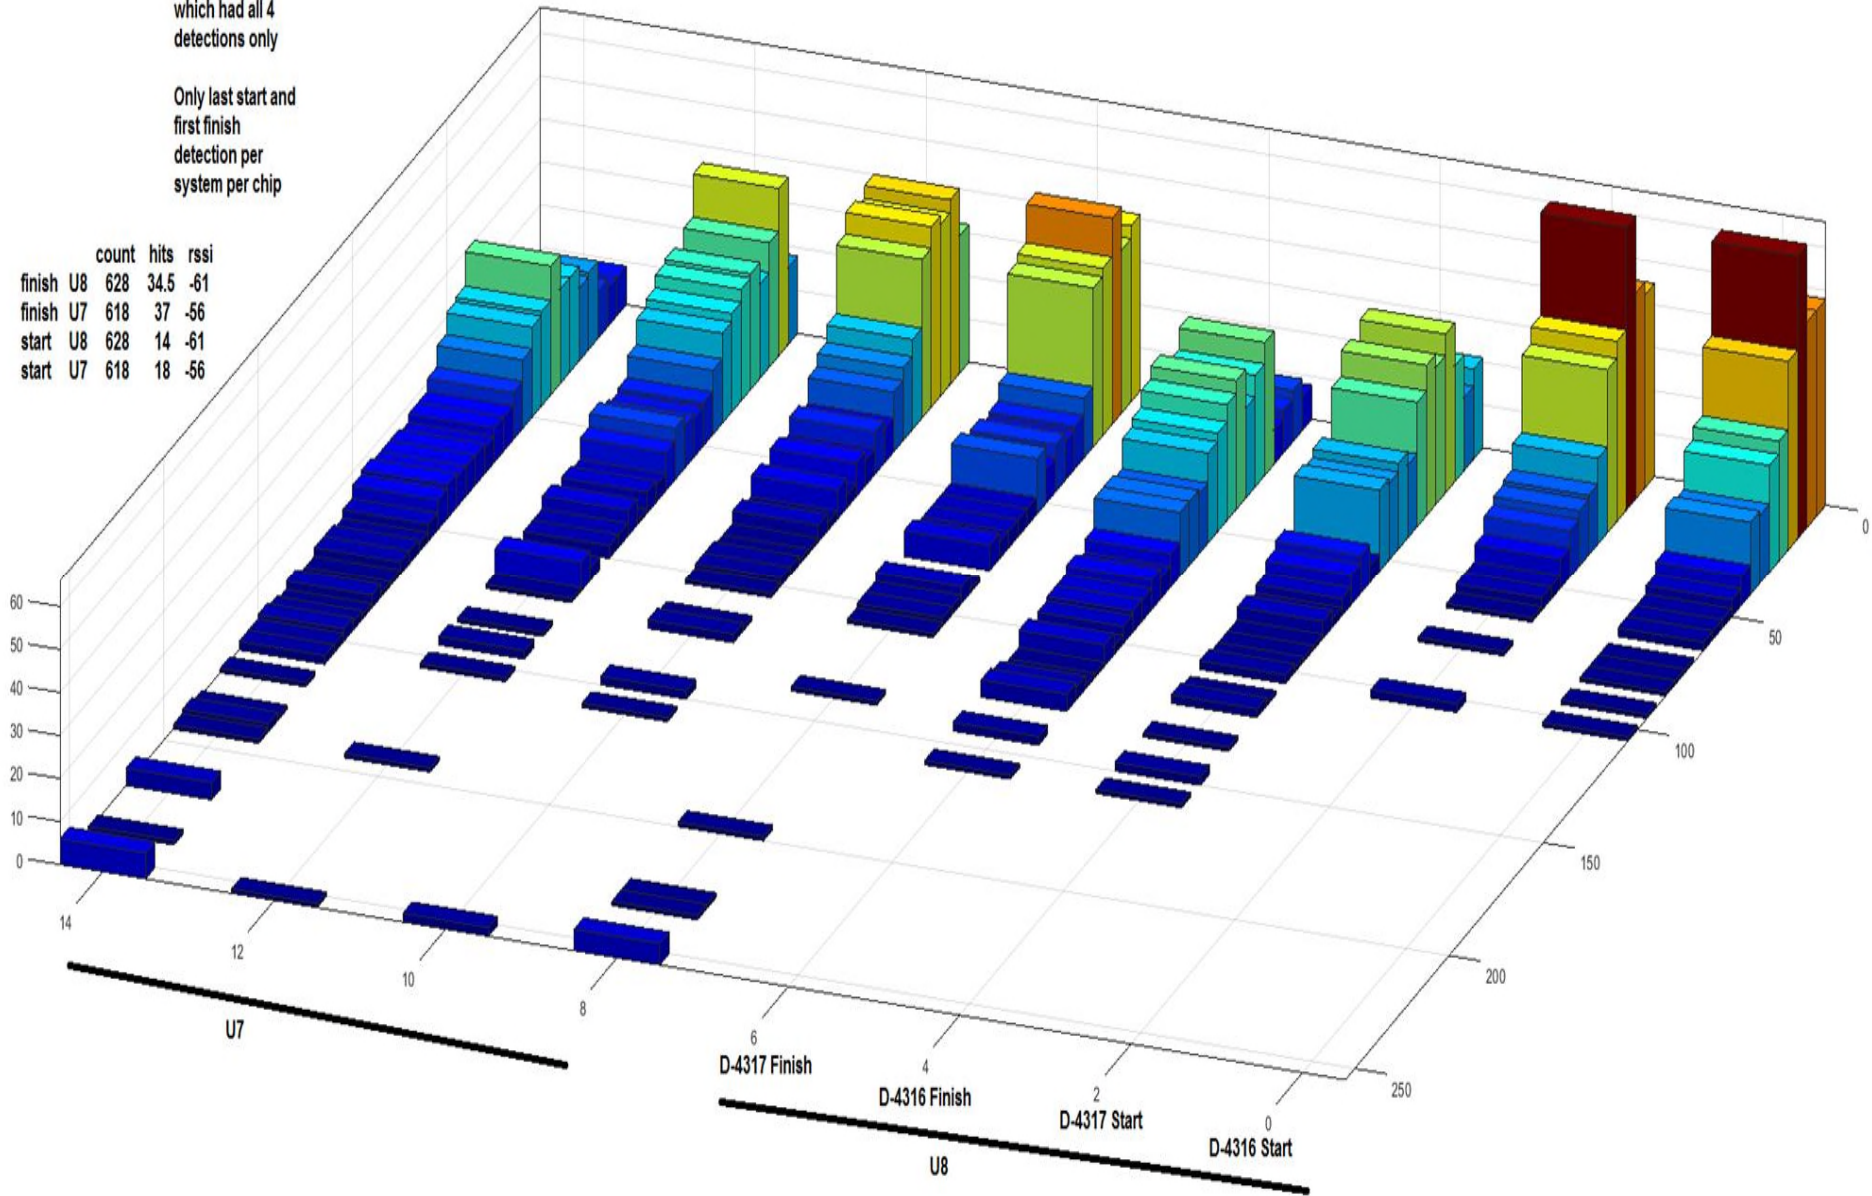 which had all 4
detections only
Only last start and
first finish
detection per
system per chip
count hits rssi
finish U8 628 34.5 -61
finish U7 618 37 -56
start U8 628 14 -61
start U7 618 18 -56
60
50
40
30
20
10
0
14
12
10
8
6
4
2
0
0
50
100
150
200
250
U7
D-4317 Finish
D-4316 Finish
D-4317 Start
D-4316 Start
U8